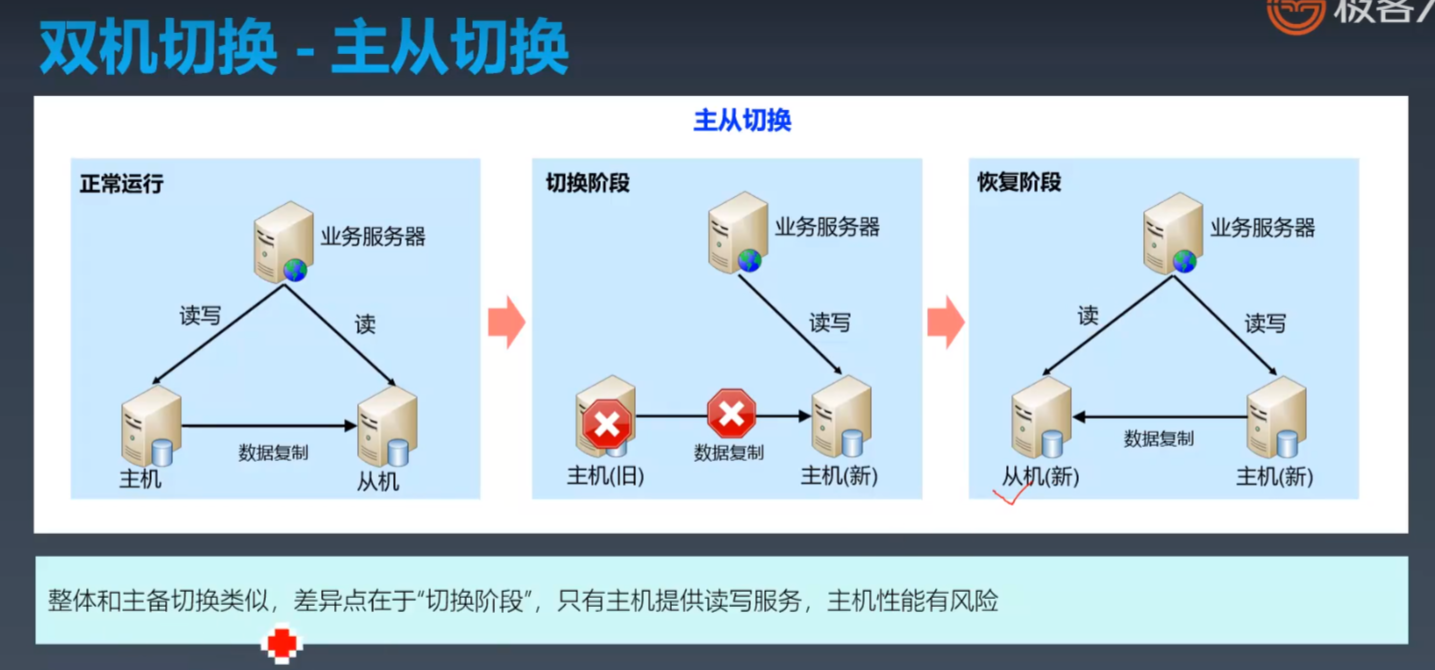 极客
双机切换 - 主从切换
主从切换
正常运行
业务服务器
读写
读
数据复制
主机
从机
切换阶段
业务服务器
读写
数据复制
主机(旧)
主机(新)
恢复阶段
业务服务器
读
读写
数据复制
从机(新)
主机(新)
整体和主备切换类似，差异点在于“切换阶段”，只有主机提供读写服务，主机性能有风险